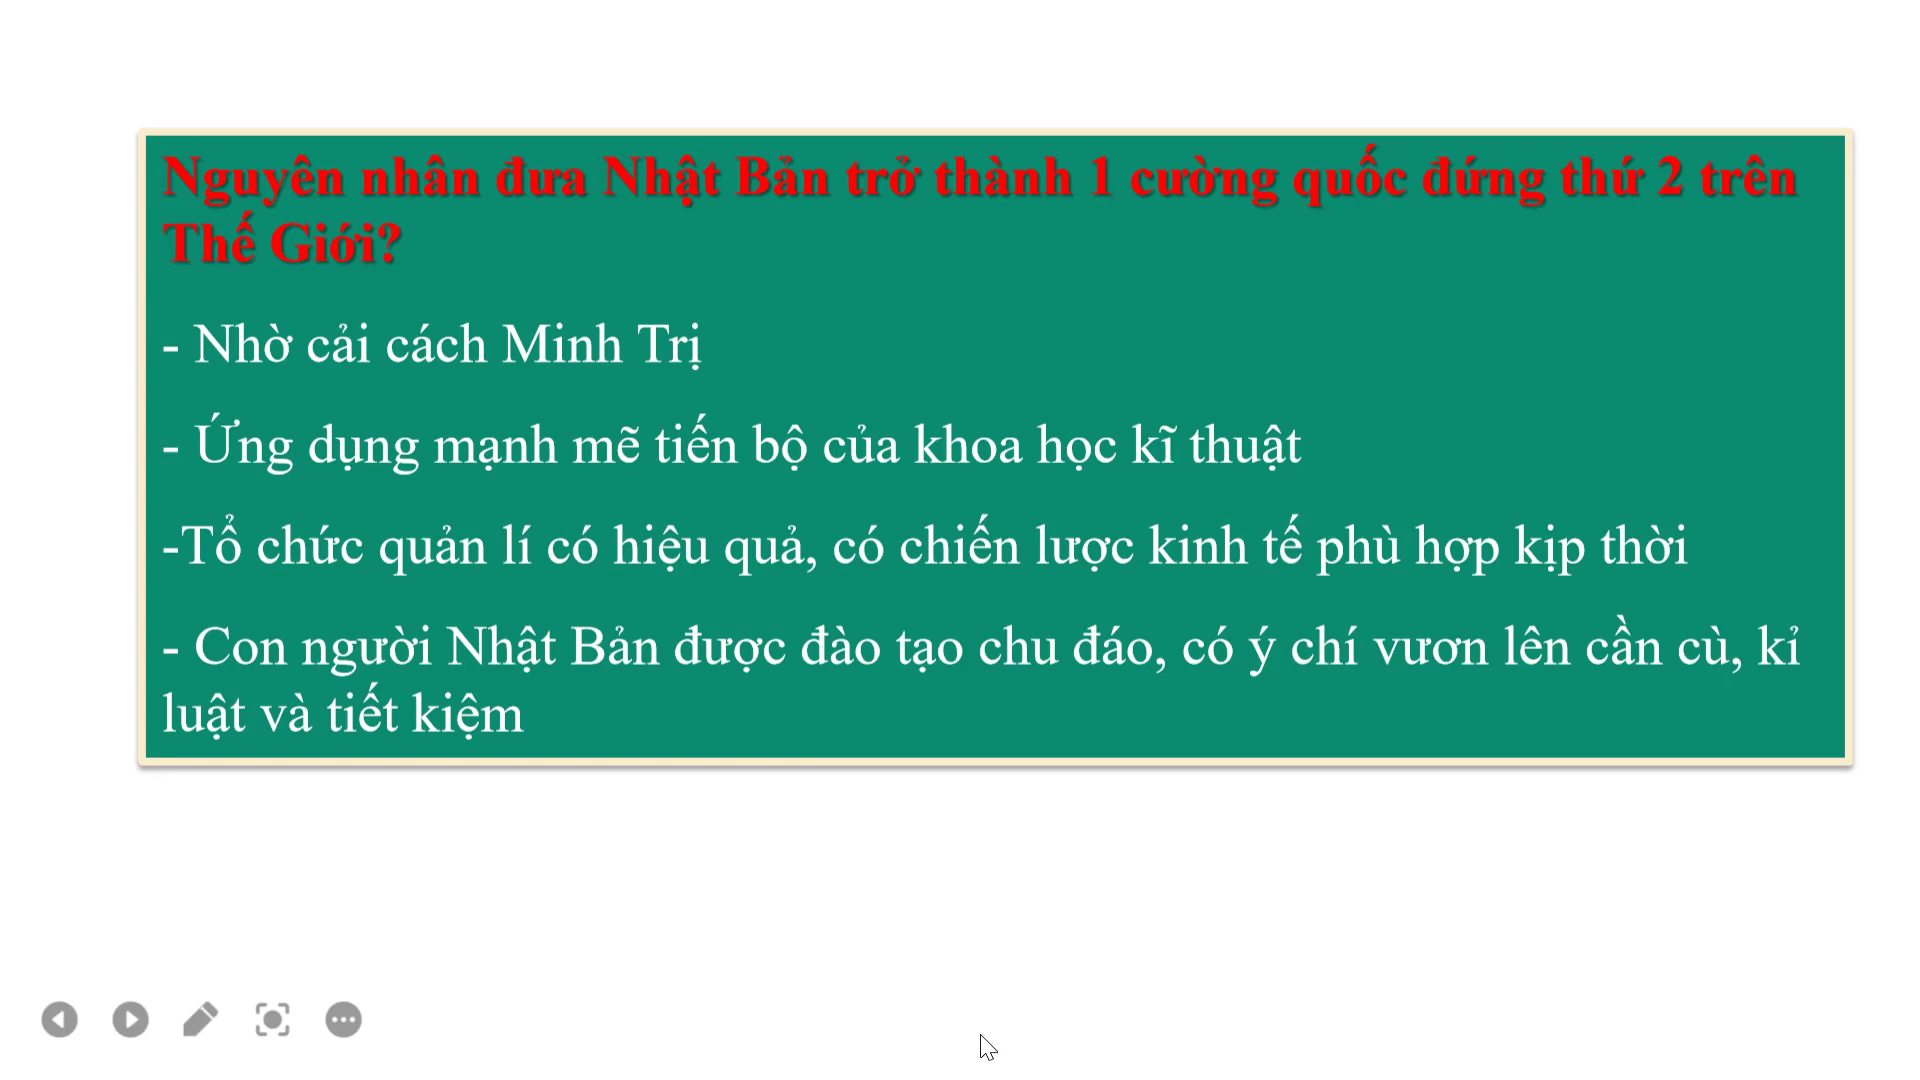 Nguyên nhân đưa Nhật Bản trở thành 1 cường quốc đứng thứ 2 trên
Thế Giới?
- Nhờ cải cách Minh Trị
- Ứng dụng mạnh mẽ tiến bộ của khoa học kĩ thuật
-Tổ chức quản lí có hiệu quả, có chiến lược kinh tế phù hợp kịp thời
- Con người Nhật Bản được đào tạo chu đáo, có ý chí vươn lên cần cù, kỉ
luật và tiết kiệm